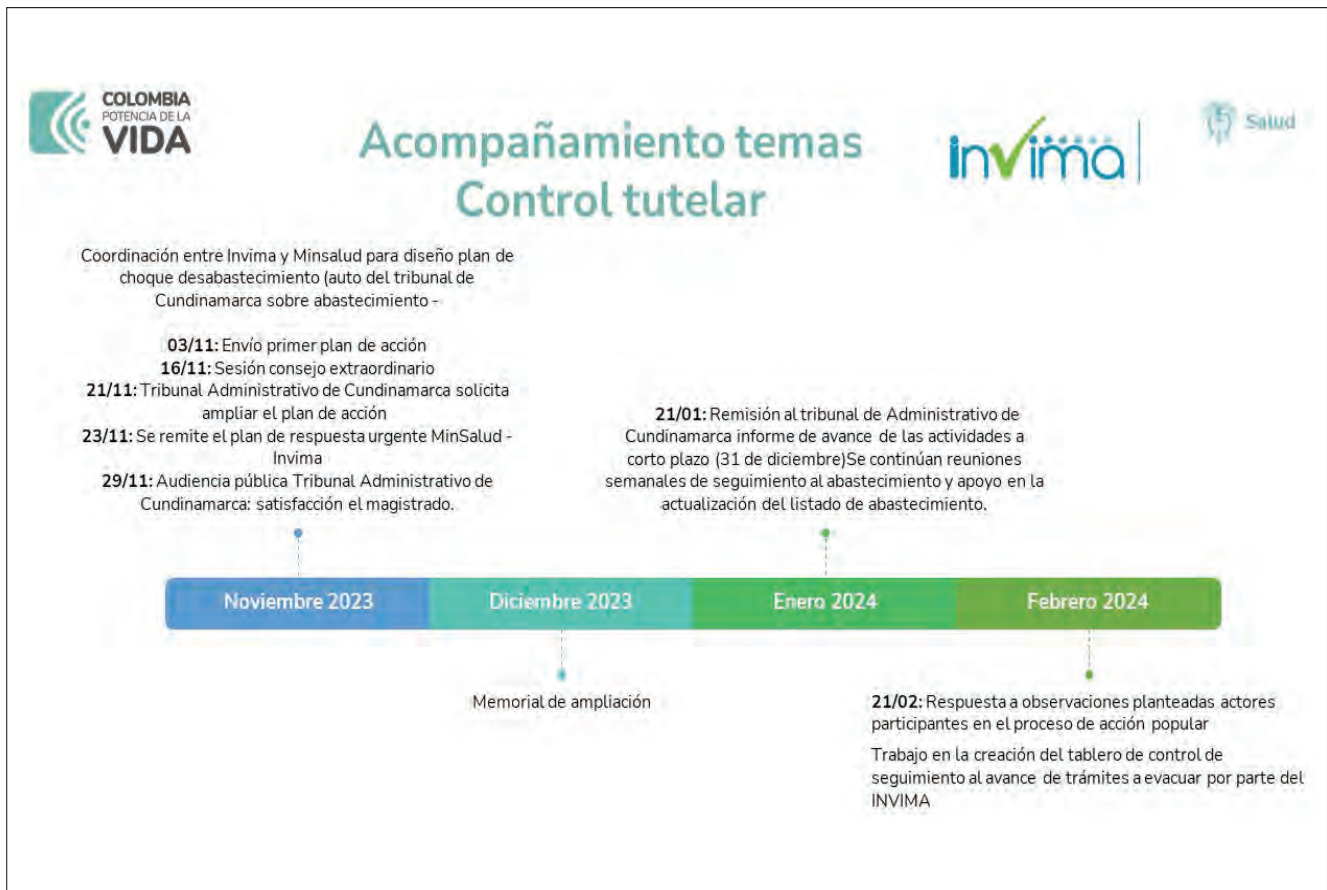 COLOMBIA
POTENCIA DE LA
VIDA
Acompañamiento temas
Control tutelar
invima
Salud
Coordinación entre Invima y Minsalud para diseño plan de
choque desabastecimiento (auto del tribunal de
Cundinamarca sobre abastecimiento -
03/11: Envío primer plan de acción
16/11: Sesión consejo extraordinario
21/11: Tribunal Administrativo de Cundinamarca solicita
ampliar el plan de acción
23/11: Se remite el plan de respuesta urgente MinSalud -
Invima
29/11: Audiencia pública Tribunal Administrativo de
Cundinamarca: satisfacción el magistrado.
21/01: Remisión al tribunal de Administrativo de
Cundinamarca informe de avance de las actividades a
corto plazo (31 de diciembre)Se continúan reuniones
semanales de seguimiento al abastecimiento y apoyo en la
actualización del listado de abastecimiento.
Noviembre 2023
Diciembre 2023
Enero 2024
Febrero 2024
Memorial de ampliación
21/02: Respuesta a observaciones planteadas actores
participantes en el proceso de acción popular
Trabajo en la creación del tablero de control de
seguimiento al avance de trámites a evacuar por parte del
INVIMA